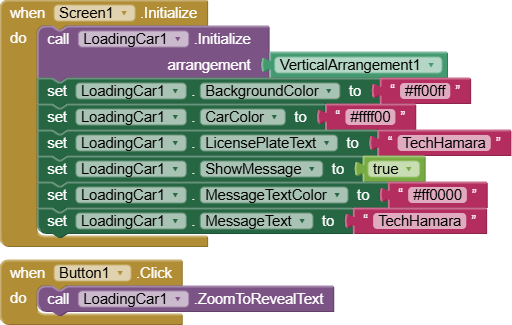 when Screen1 .Initialize
do call LoadingCar1 .Initialize
arrangement VerticalArrangement1
set LoadingCar1 . BackgroundColor to “ #ff00ff ”
set LoadingCar1 . CarColor to “ #ffff00 ”
set LoadingCar1 . LicensePlateText to “ TechHamara ”
set LoadingCar1 . ShowMessage to true
set LoadingCar1 . MessageTextColor to “ #ff0000 ”
set LoadingCar1 . MessageText to “ TechHamara ”
when Button1 .Click
do call LoadingCar1 .ZoomToRevealText